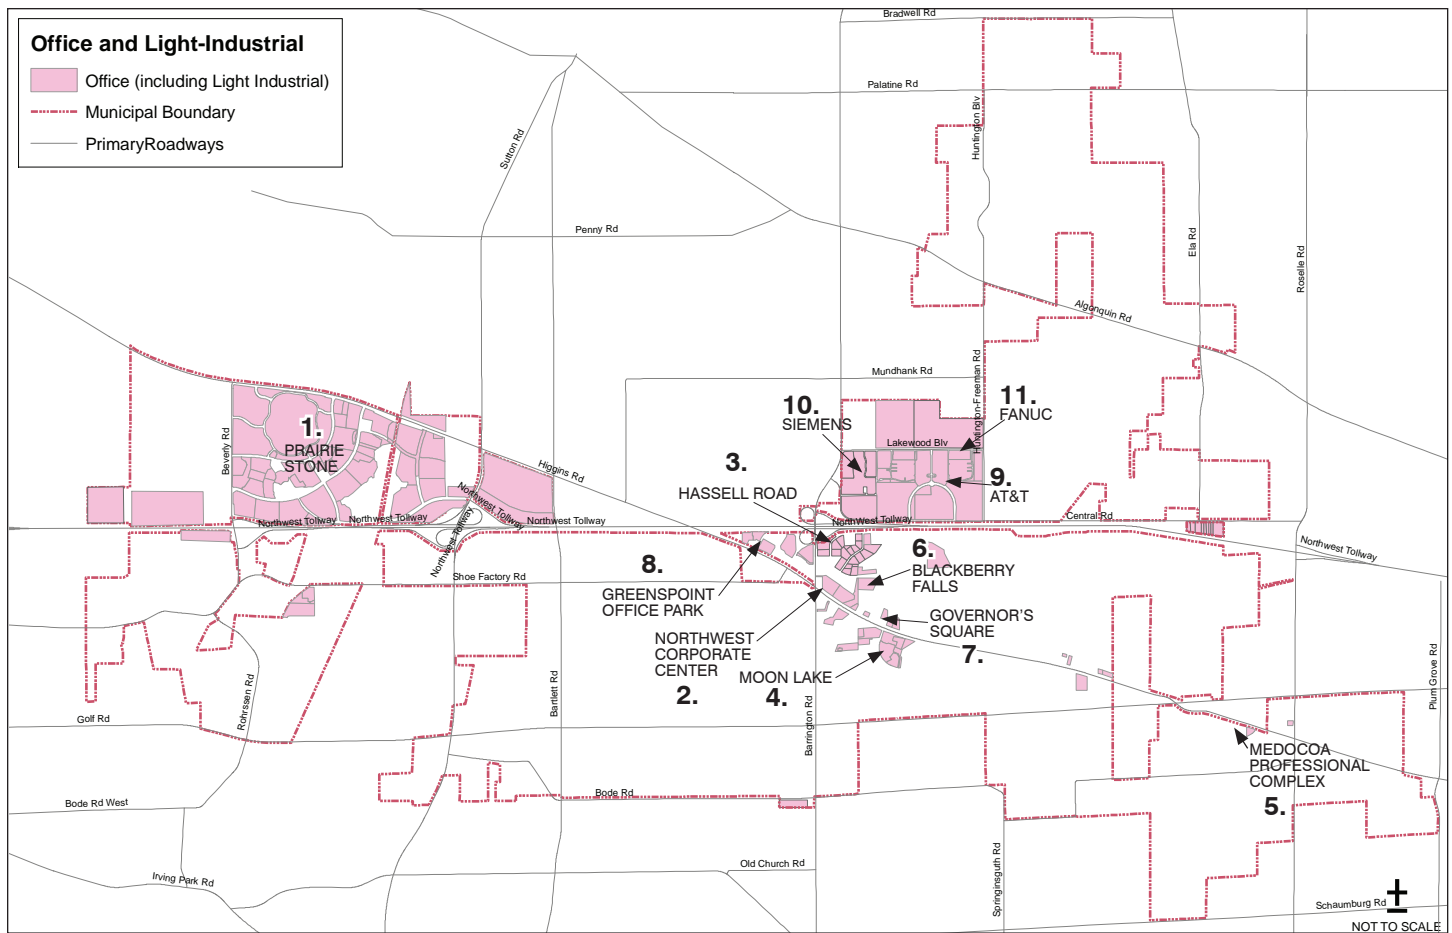 Office and Light-Industrial
Office (including Light Industrial)
Municipal Boundary
PrimaryRoadways
Bradwell Rd
Palatine Rd
Huntington Blv
Sutton Rd
Penny Rd
Ela Rd
Roselle Rd
Algonquin Rd
Mundhank Rd
Huntington-Freeman Rd
10.
SIEMENS
11.
FANUC
Lakewood Blv
1.
PRAIRIE
STONE
Beverly Rd
Higgins Rd
3.
HASSELL ROAD
9.
AT&T
Northwest Tollway
Northwest Tollway
Northwest Tollway
Northwest Tollway
Northwest Tollway
NorthWest Tollway
Central Rd
Northwest Tollway
Shoe Factory Rd
8.
GREENSPOINT
OFFICE PARK
6.
BLACKBERRY
FALLS
GOVERNOR'S
SQUARE
7.
NORTHWEST
CORPORATE
CENTER
2.
MOON LAKE
4.
Rohrssen Rd
Bartlett Rd
Barrington Rd
Plum Grove Rd
Golf Rd
MEDOCOA
PROFESSIONAL
COMPLEX
5.
Bode Rd West
Bode Rd
Old Church Rd
Irving Park Rd
Springinsguth Rd
Schaumburg Rd
NOT TO SCALE